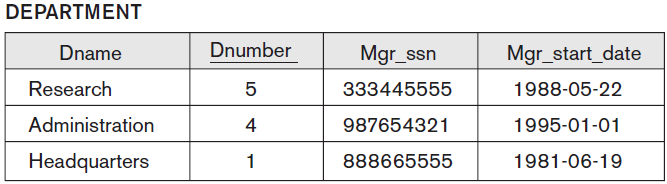 DEPARTMENT
Dname Dnumber Mgr_ssn Mgr_start_date
Research 5 333445555 1988-05-22
Administration 4 987654321 1995-01-01
Headquarters 1 888665555 1981-06-19